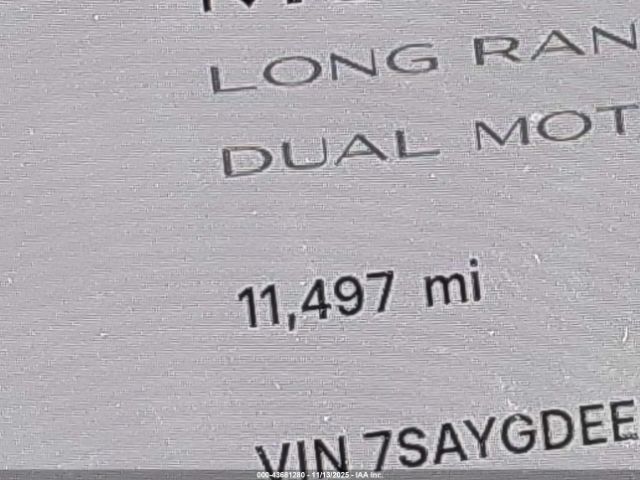 LONG RAN
DUAL MOT
11,497 mi
VIN 7SAYGDEE
000-43681280 - 11/13/2025 - IAA Inc.